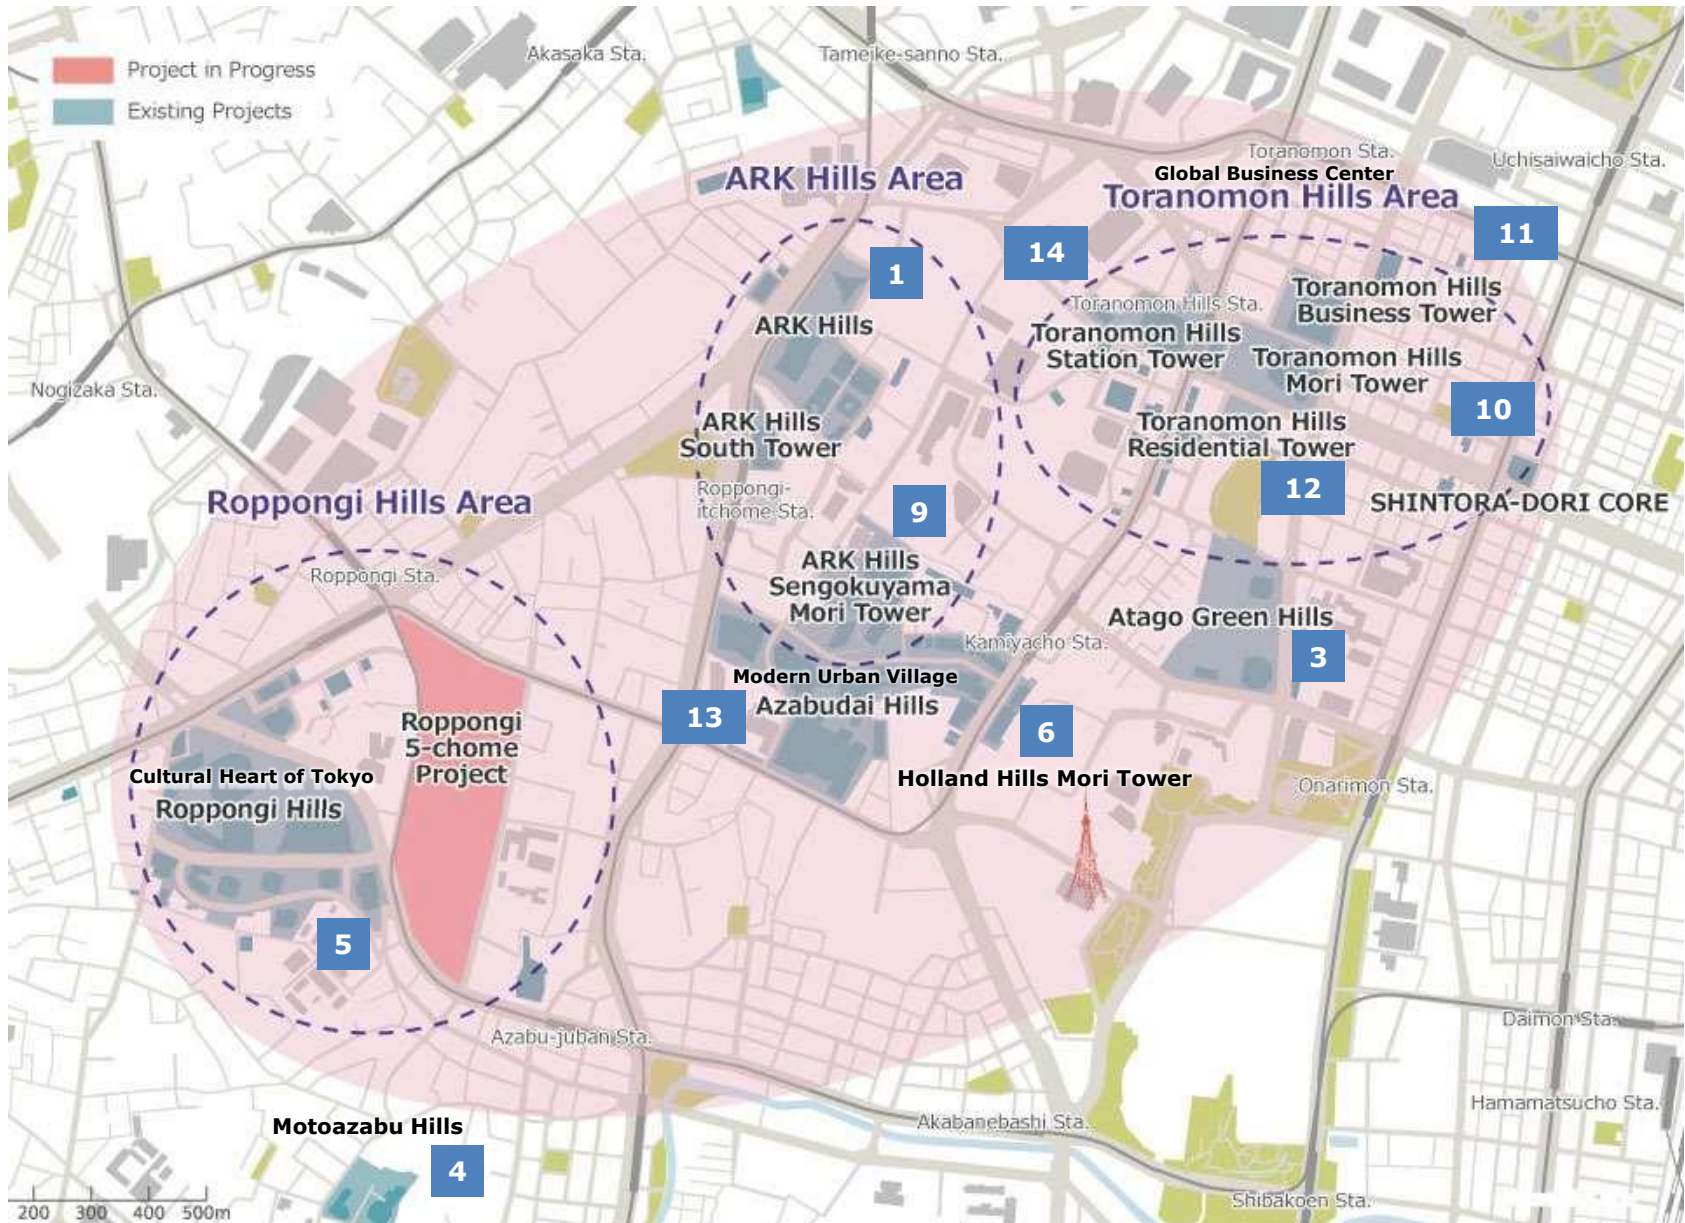 Project in Progress
Existing Projects
Akasaka Sta.
Tameike-sanno Sta.
Toranomon Sta.
Uchisaiwaicho Sta.
ARK Hills Area
Global Business Center
Toranomon Hills Area
11
14
1
Toranomon Hills
Business Tower
Toranomon Hills Sta.
ARK Hills
Toranomon Hills
Station Tower
Toranomon Hills
Mori Tower
Nogizaka Sta.
10
ARK Hills
South Tower
Toranomon Hills
Residential Tower
12
Roppongi-
itchome Sta.
Roppongi Hills Area
SHINTORA-DORI CORE
9
ARK Hills
Sengokuyama
Mori Tower
Roppongi Sta.
Atago Green Hills
Kamiyacho Sta.
3
Modern Urban Village
Azabudai Hills
13
6
Roppongi
5-chome
Project
Cultural Heart of Tokyo
Roppongi Hills
Holland Hills Mori Tower
Onarimon Sta.
5
Azabu-juban Sta.
Daimon Sta.
Motoazabu Hills
Akabanebashi Sta.
Hamamatsucho Sta.
4
Shibakoen Sta.
200 300 400 500m